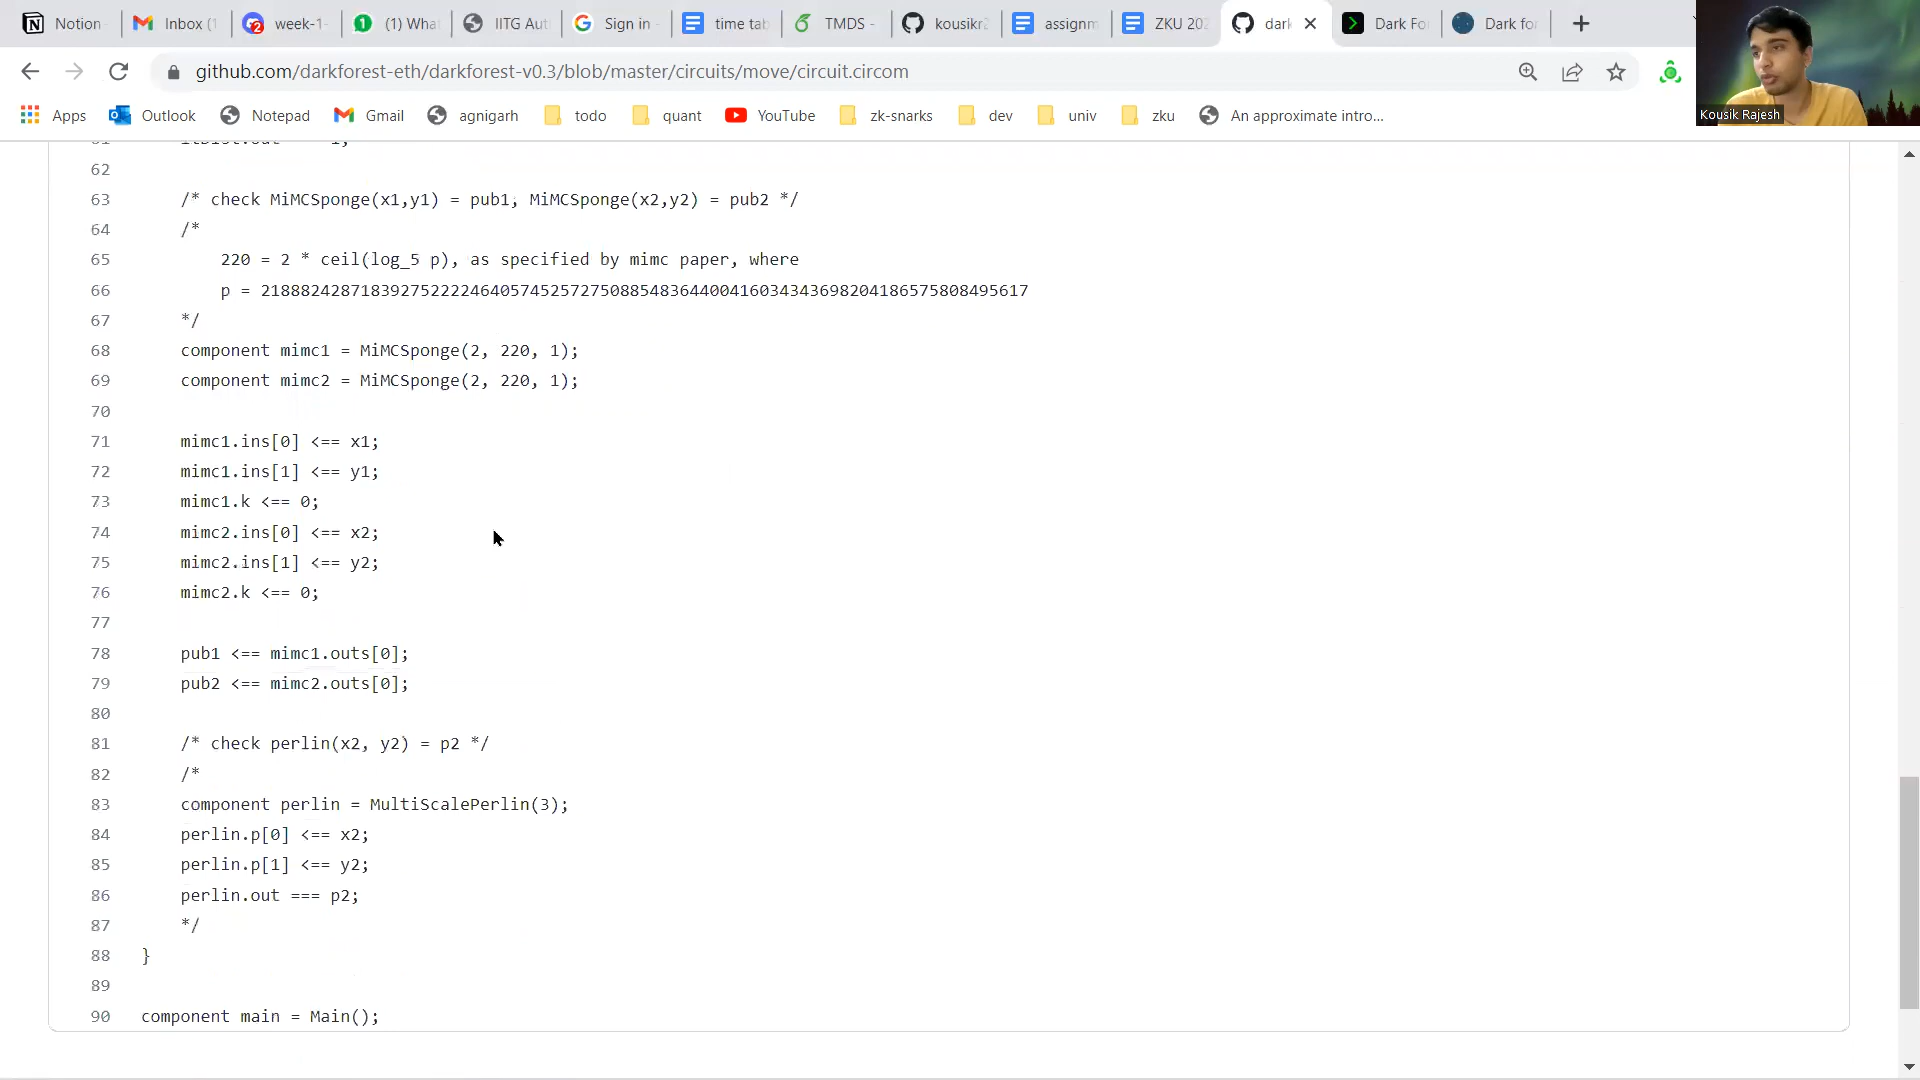 Notion
Inbox (1
week-1-
(1) Wha
IITG Aut
Sign in -
time tab
TMDS -
kousikr
assignm
ZKU 202
dark
Dark Fo
Dark for
github.com/darkforest-eth/darkforest-v0.3/blob/master/circuits/move/circuit.circom
Kousik Rajesh
Apps
Outlook
Notepad
Gmail
agnigarh
todo
quant
YouTube
zk-snarks
dev
univ
zku
An approximate intro...
62
63 /* check MiMCSponge(x1,y1) = pub1, MiMCSponge(x2,y2) = pub2 */
64 /*
65 220 = 2 * ceil(log_5 p), as specified by mimc paper, where
66 p = 21888242871839275222246405745257275088548364400416034343698204186575808495617
67 */
68 component mimc1 = MiMCSponge(2, 220, 1);
69 component mimc2 = MiMCSponge(2, 220, 1);
70
71 mimc1.ins[0] <== x1;
72 mimc1.ins[1] <== y1;
73 mimc1.k <== 0;
74 mimc2.ins[0] <== x2;
75 mimc2.ins[1] <== y2;
76 mimc2.k <== 0;
77
78 pub1 <== mimc1.outs[0];
79 pub2 <== mimc2.outs[0];
80
81 /* check perlin(x2, y2) = p2 */
82 /*
83 component perlin = MultiScalePerlin(3);
84 perlin.p[0] <== x2;
85 perlin.p[1] <== y2;
86 perlin.out === p2;
87 */
88 }
89
90 component main = Main();